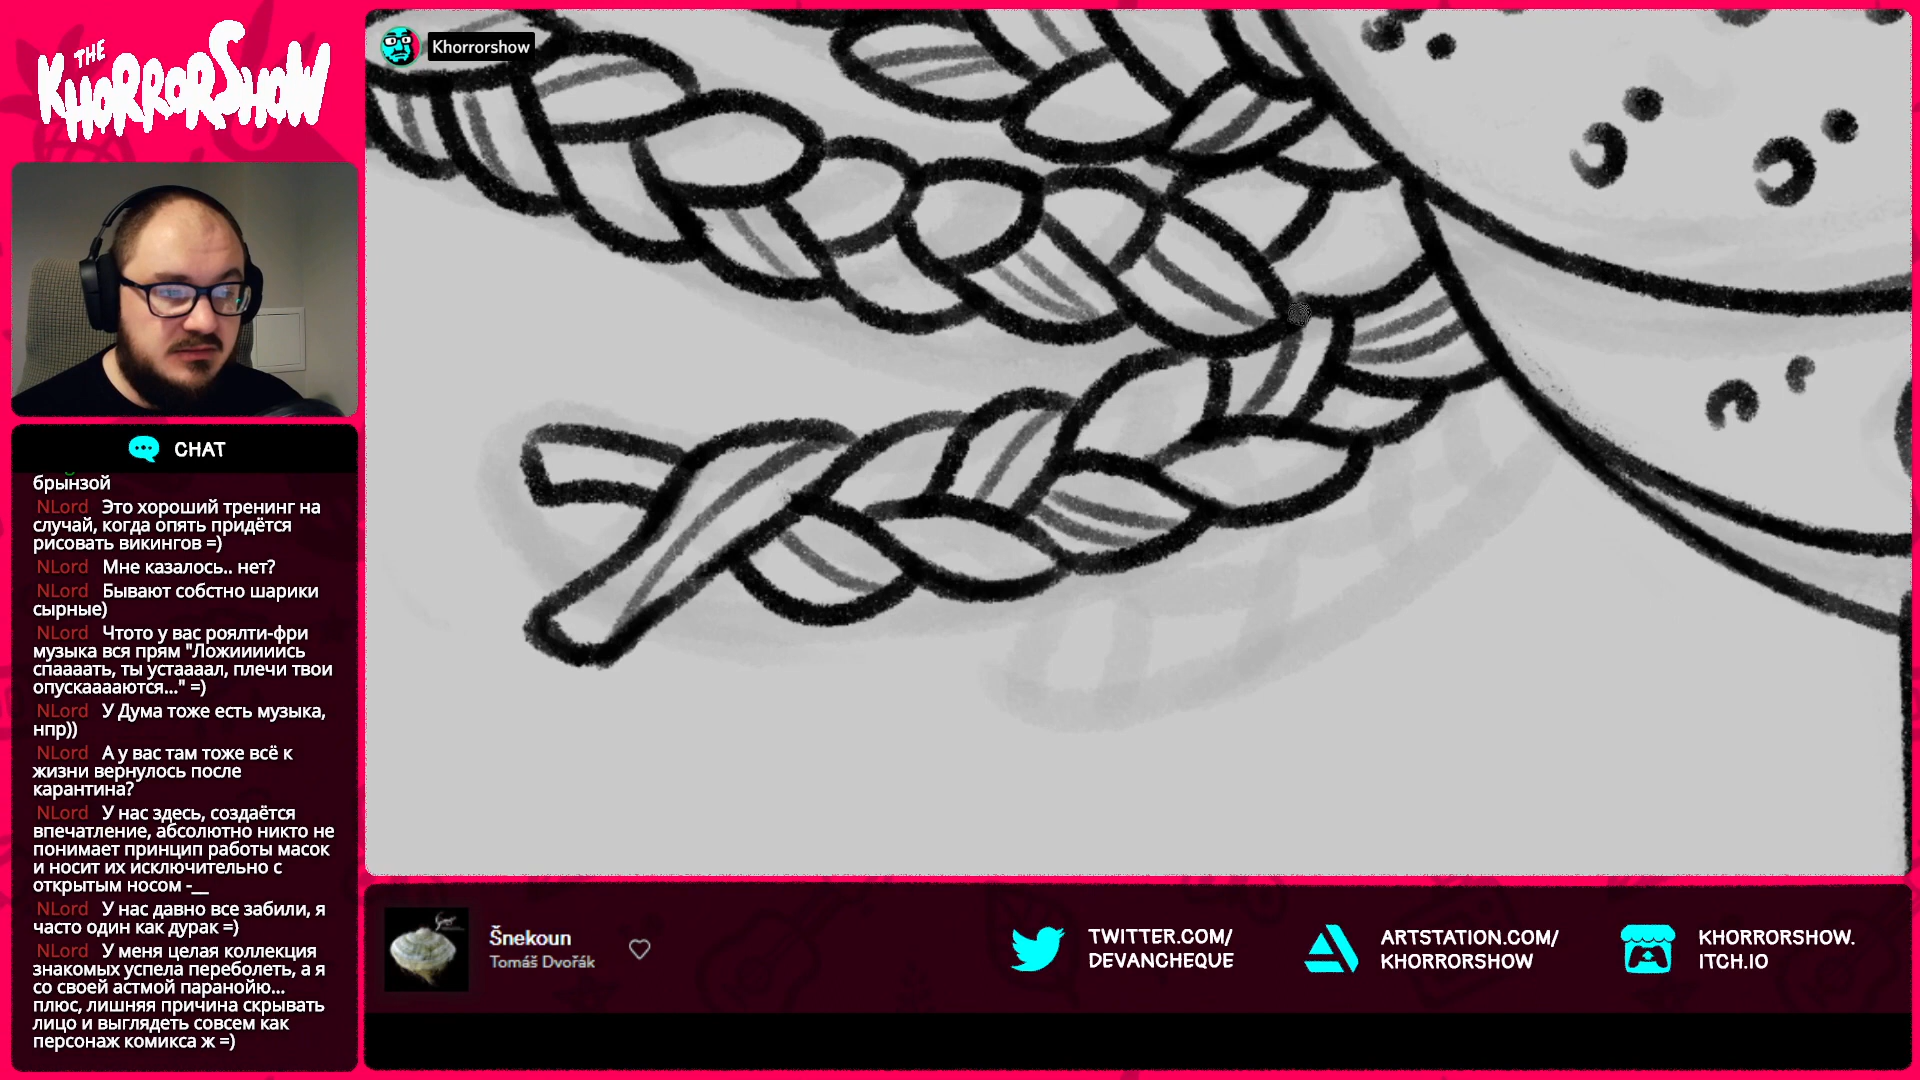 THE
KHORRORSHOW
Khorrorshow
CHAT
брынзой
NLord Это хороший тренинг на
случай, когда опять придётся
рисовать викингов =)
NLord Мне казалось.. нет?
NLord Бывают собстно шарики
сырные)
NLord Чтото у вас роялти-фри
музыка вся прям "Ложииииись
спаааать, ты устаааал, плечи твои
опускааааются..." =)
NLord У Дума тоже есть музыка,
нпр))
NLord А у вас там тоже всё к
жизни вернулось после
карантина?
NLord У нас здесь, создаётся
впечатление, абсолютно никто не
понимает принцип работы масок
и носит их исключительно с
открытым носом -__
NLord У нас давно все забили, я
часто один как дурак =)
NLord У меня целая коллекция
знакомых успела переболеть, а я
со своей астмой паранойю...
плюс, лишняя причина скрывать
лицо и выглядеть совсем как
персонаж комикса ж =)
Šnekoun
Tomáš Dvořák
TWITTER.COM/
DEVANCHEQUE
ARTSTATION.COM/
KHORRORSHOW
KHORRORSHOW.
ITCH.IO